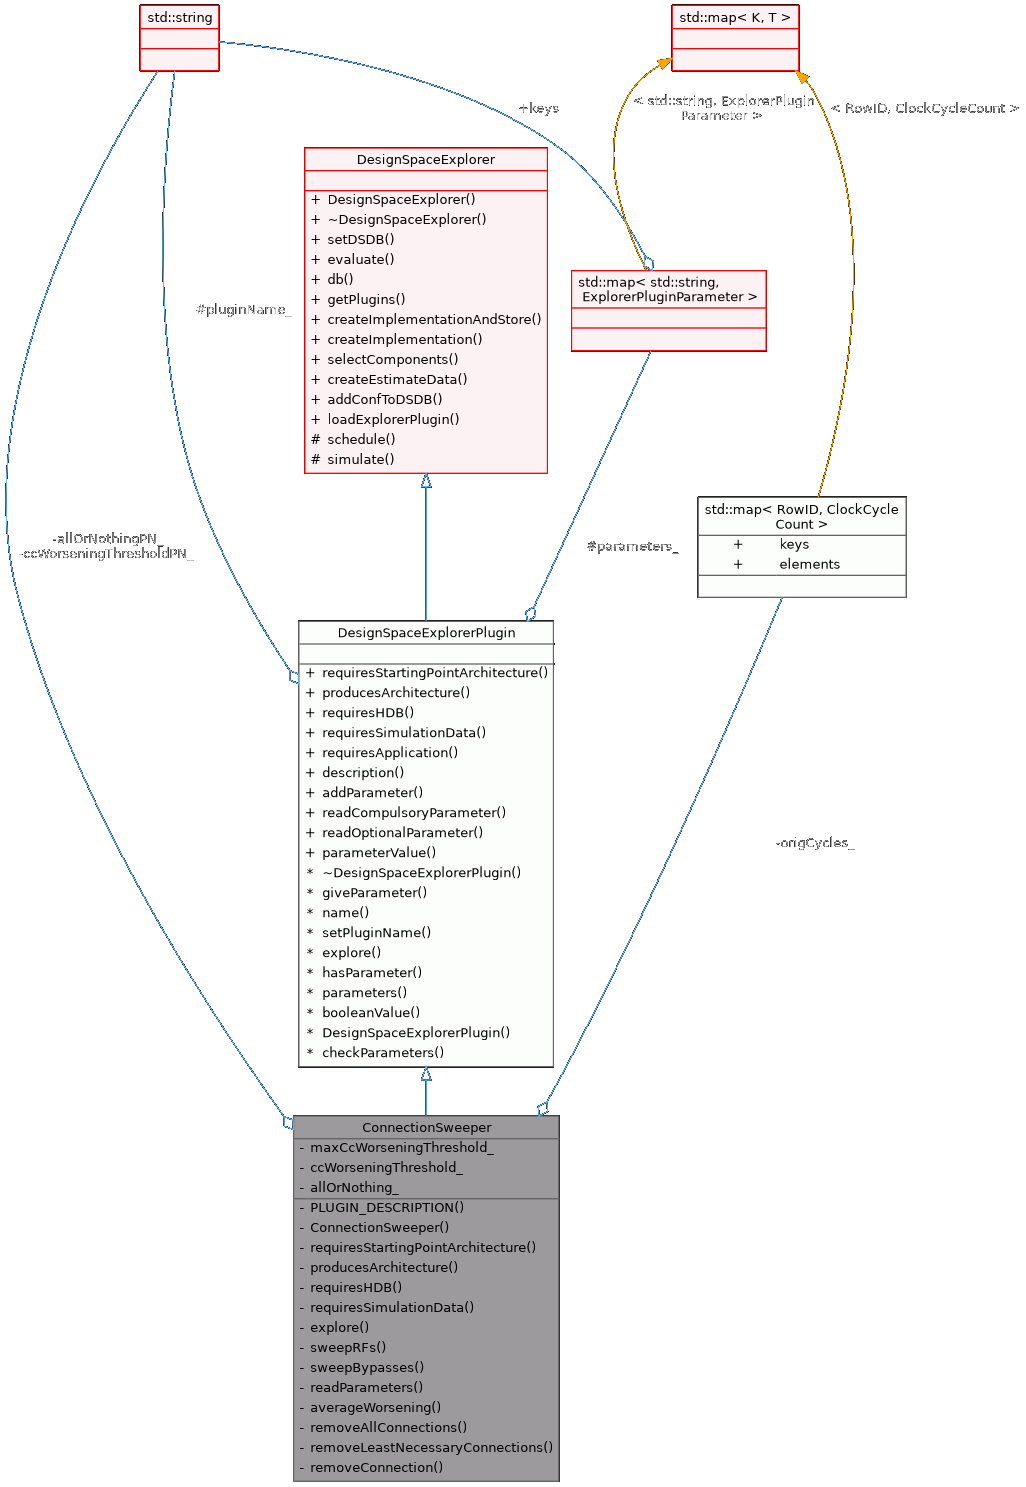 std::string
std::map< K, T >
+keys
< std::string, ExplorerPlugin
Parameter >
< RowID, ClockCycleCount >
DesignSpaceExplorer
+ DesignSpaceExplorer()
+ ~DesignSpaceExplorer()
+ setDSDB()
+ evaluate()
+ db()
+ getPlugins()
+ createImplementationAndStore()
+ createImplementation()
+ selectComponents()
+ createEstimateData()
+ addConfToDSDB()
+ loadExplorerPlugin()
# schedule()
# simulate()
std::map< std::string,
ExplorerPluginParameter >
#pluginName_
std::map< RowID, ClockCycle
Count >
+ keys
+ elements
-allOrNothingPN_
-ccWorseningThresholdPN_
#parameters_
DesignSpaceExplorerPlugin
+ requiresStartingPointArchitecture()
+ producesArchitecture()
+ requiresHDB()
+ requiresSimulationData()
+ requiresApplication()
+ description()
+ addParameter()
+ readCompulsoryParameter()
+ readOptionalParameter()
+ parameterValue()
* ~DesignSpaceExplorerPlugin()
* giveParameter()
* name()
* setPluginName()
* explore()
* hasParameter()
* parameters()
* booleanValue()
* DesignSpaceExplorerPlugin()
* checkParameters()
-origCycles_
ConnectionSweeper
- maxCcWorseningThreshold_
- ccWorseningThreshold_
- allOrNothing_
- PLUGIN_DESCRIPTION()
- ConnectionSweeper()
- requiresStartingPointArchitecture()
- producesArchitecture()
- requiresHDB()
- requiresSimulationData()
- explore()
- sweepRFs()
- sweepBypasses()
- readParameters()
- averageWorsening()
- removeAllConnections()
- removeLeastNecessaryConnections()
- removeConnection()